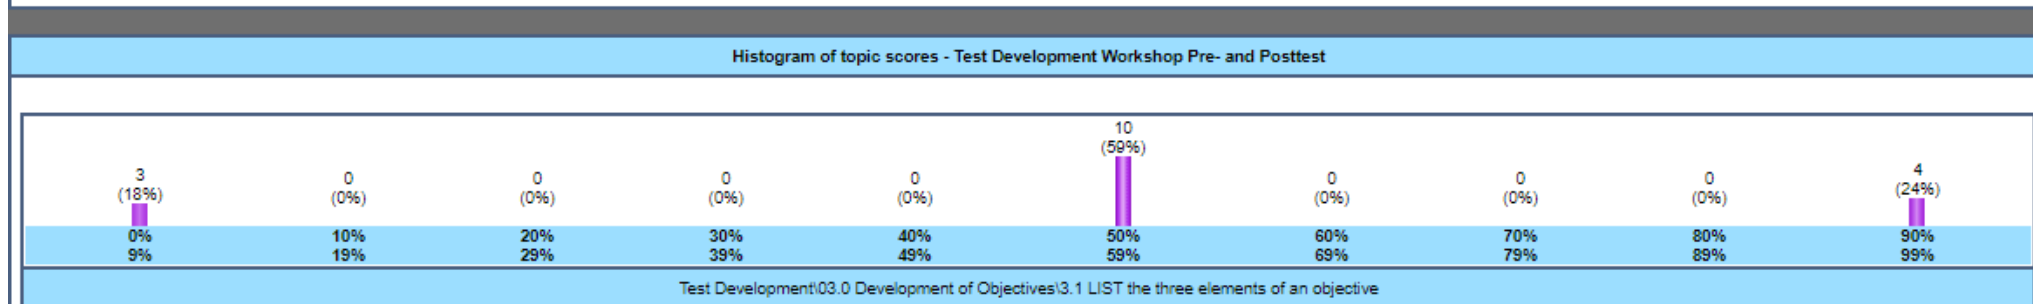 Histogram of topic scores - Test Development Workshop Pre- and Posttest
3 0 0 0 0 10 0 0 0 4
(18%) (0%) (0%) (0%) (0%) (59%) (0%) (0%) (0%) (24%)
0% 10% 20% 30% 40% 50% 60% 70% 80% 90%
9% 19% 29% 39% 49% 59% 69% 79% 89% 99%
Test Development\03.0 Development of Objectives\3.1 LIST the three elements of an objective